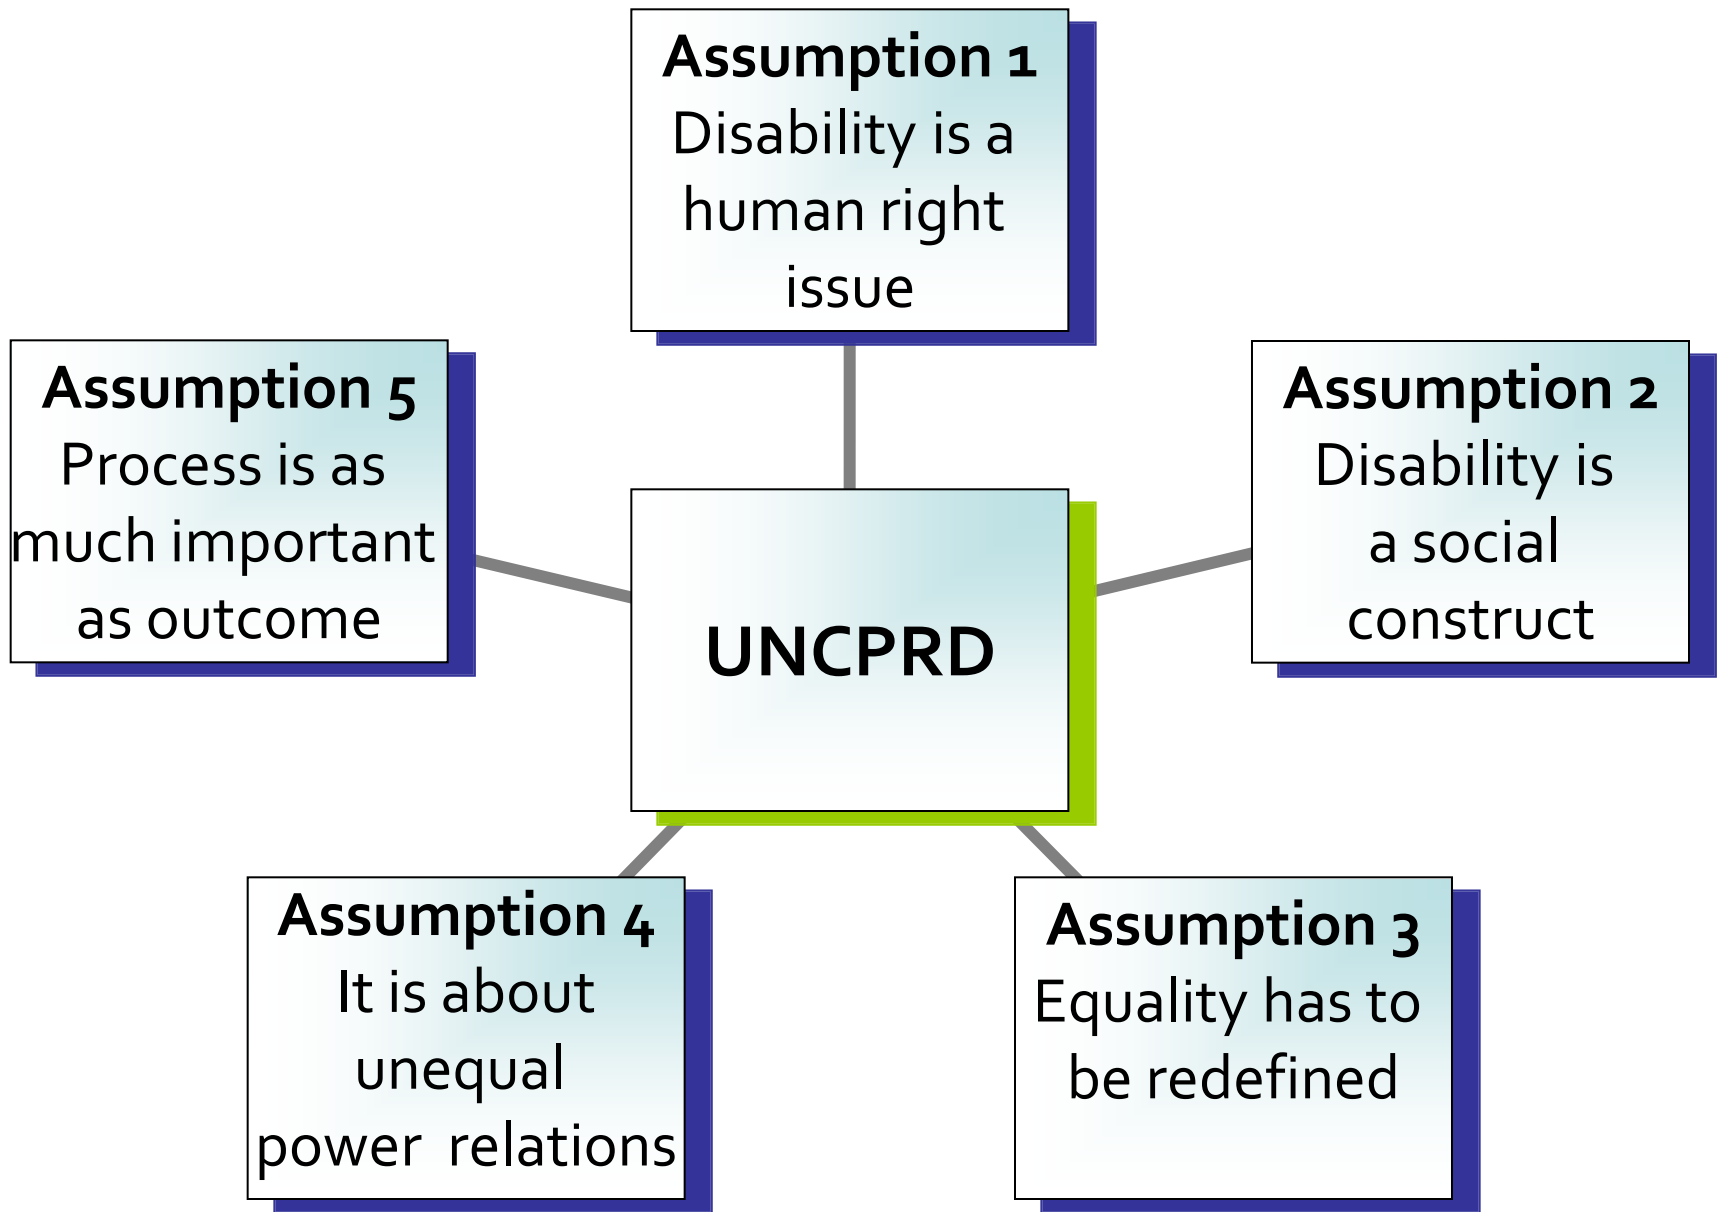 Assumption 1
Disability is a
human right
issue
Assumption 5
Process is as
much important
as outcome
Assumption 2
Disability is
a social
construct
UNCPRD
Assumption 4
It is about
unequal
power relations
Assumption 3
Equality has to
be redefined